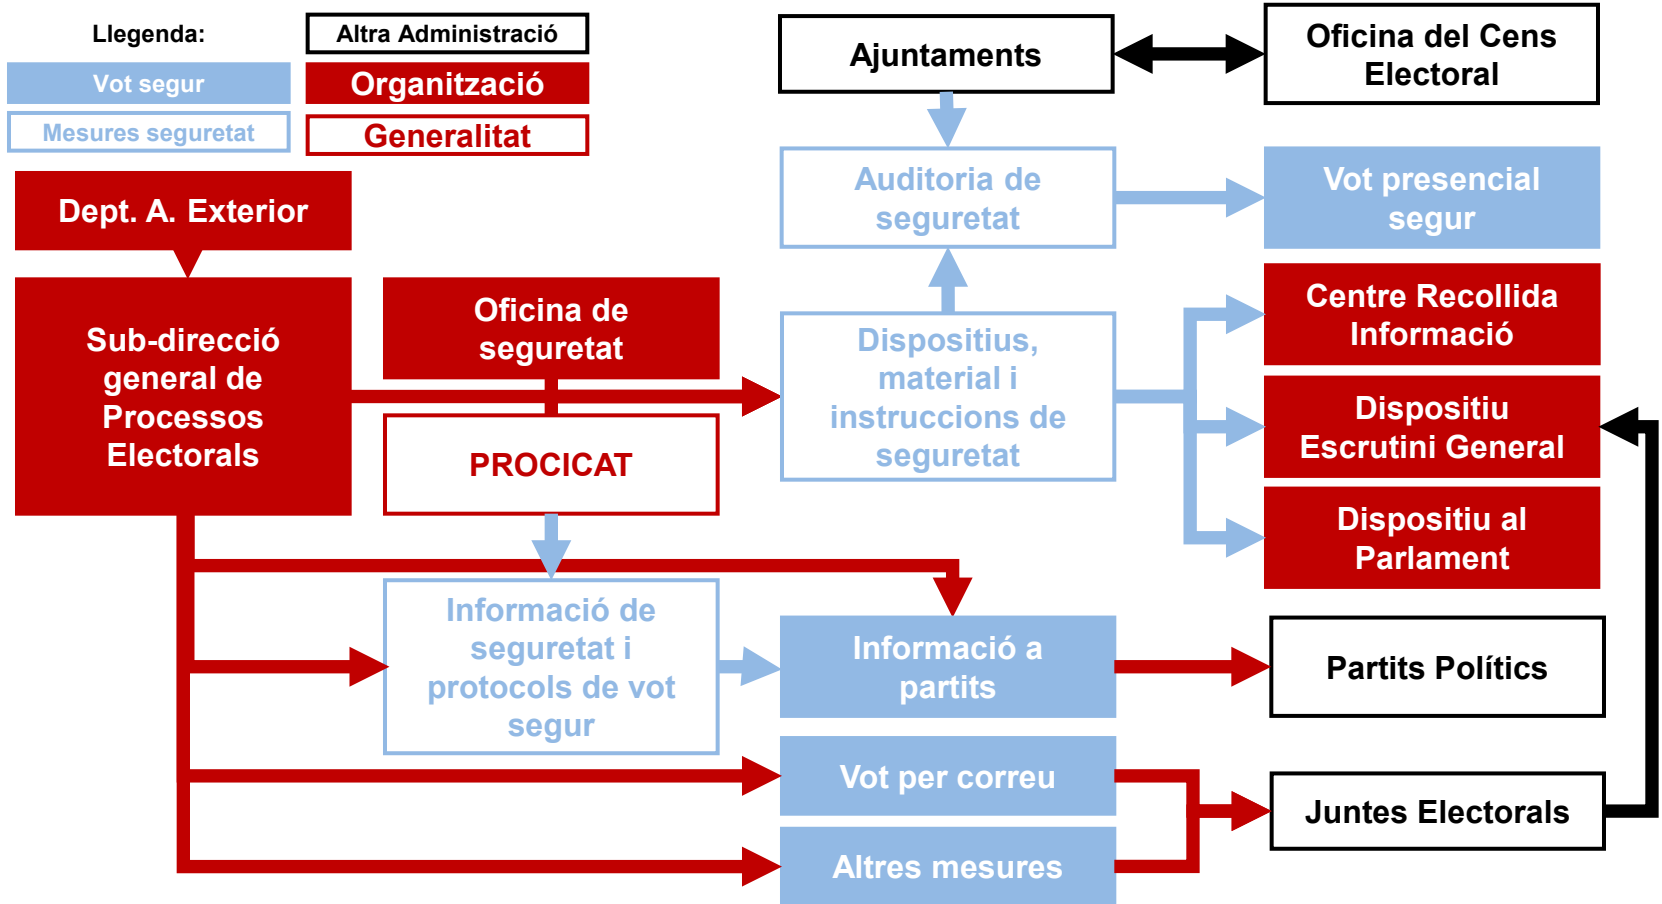 Llegenda:
Altra Administració
Vot segur
Organització
Mesures seguretat
Generalitat
Ajuntaments
Oficina del Cens
Electoral
Dept. A. Exterior
Auditoria de
seguretat
Vot presencial
segur
Sub-direcció
general de
Processos
Electorals
Oficina de
seguretat
PROCICAT
Dispositius,
material i
instruccions de
seguretat
Centre Recollida
Informació
Dispositiu
Escrutini General
Dispositiu al
Parlament
Informació de
seguretat i
protocols de vot
segur
Informació a
partits
Partits Polítics
Vot per correu
Juntes Electorals
Altres mesures